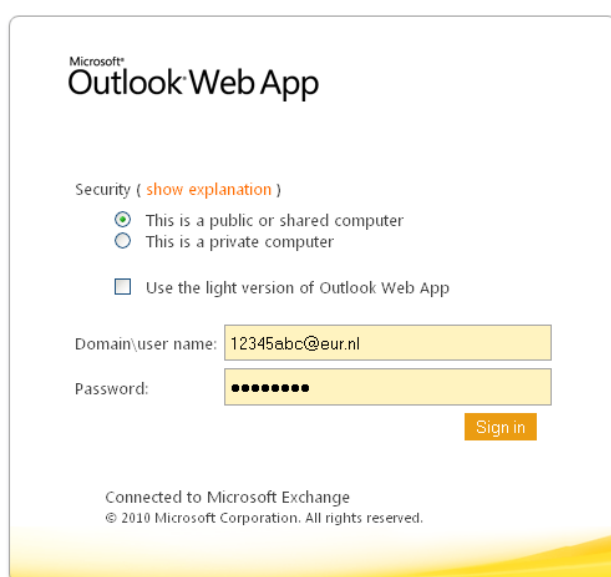 Microsoft®
Outlook Web App
Security ( show explanation )
This is a public or shared computer
This is a private computer
Use the light version of Outlook Web App
Domain\user name: 12345abc@eur.nl
Password: ●●●●●●●●
Sign in
Connected to Microsoft Exchange
© 2010 Microsoft Corporation. All rights reserved.